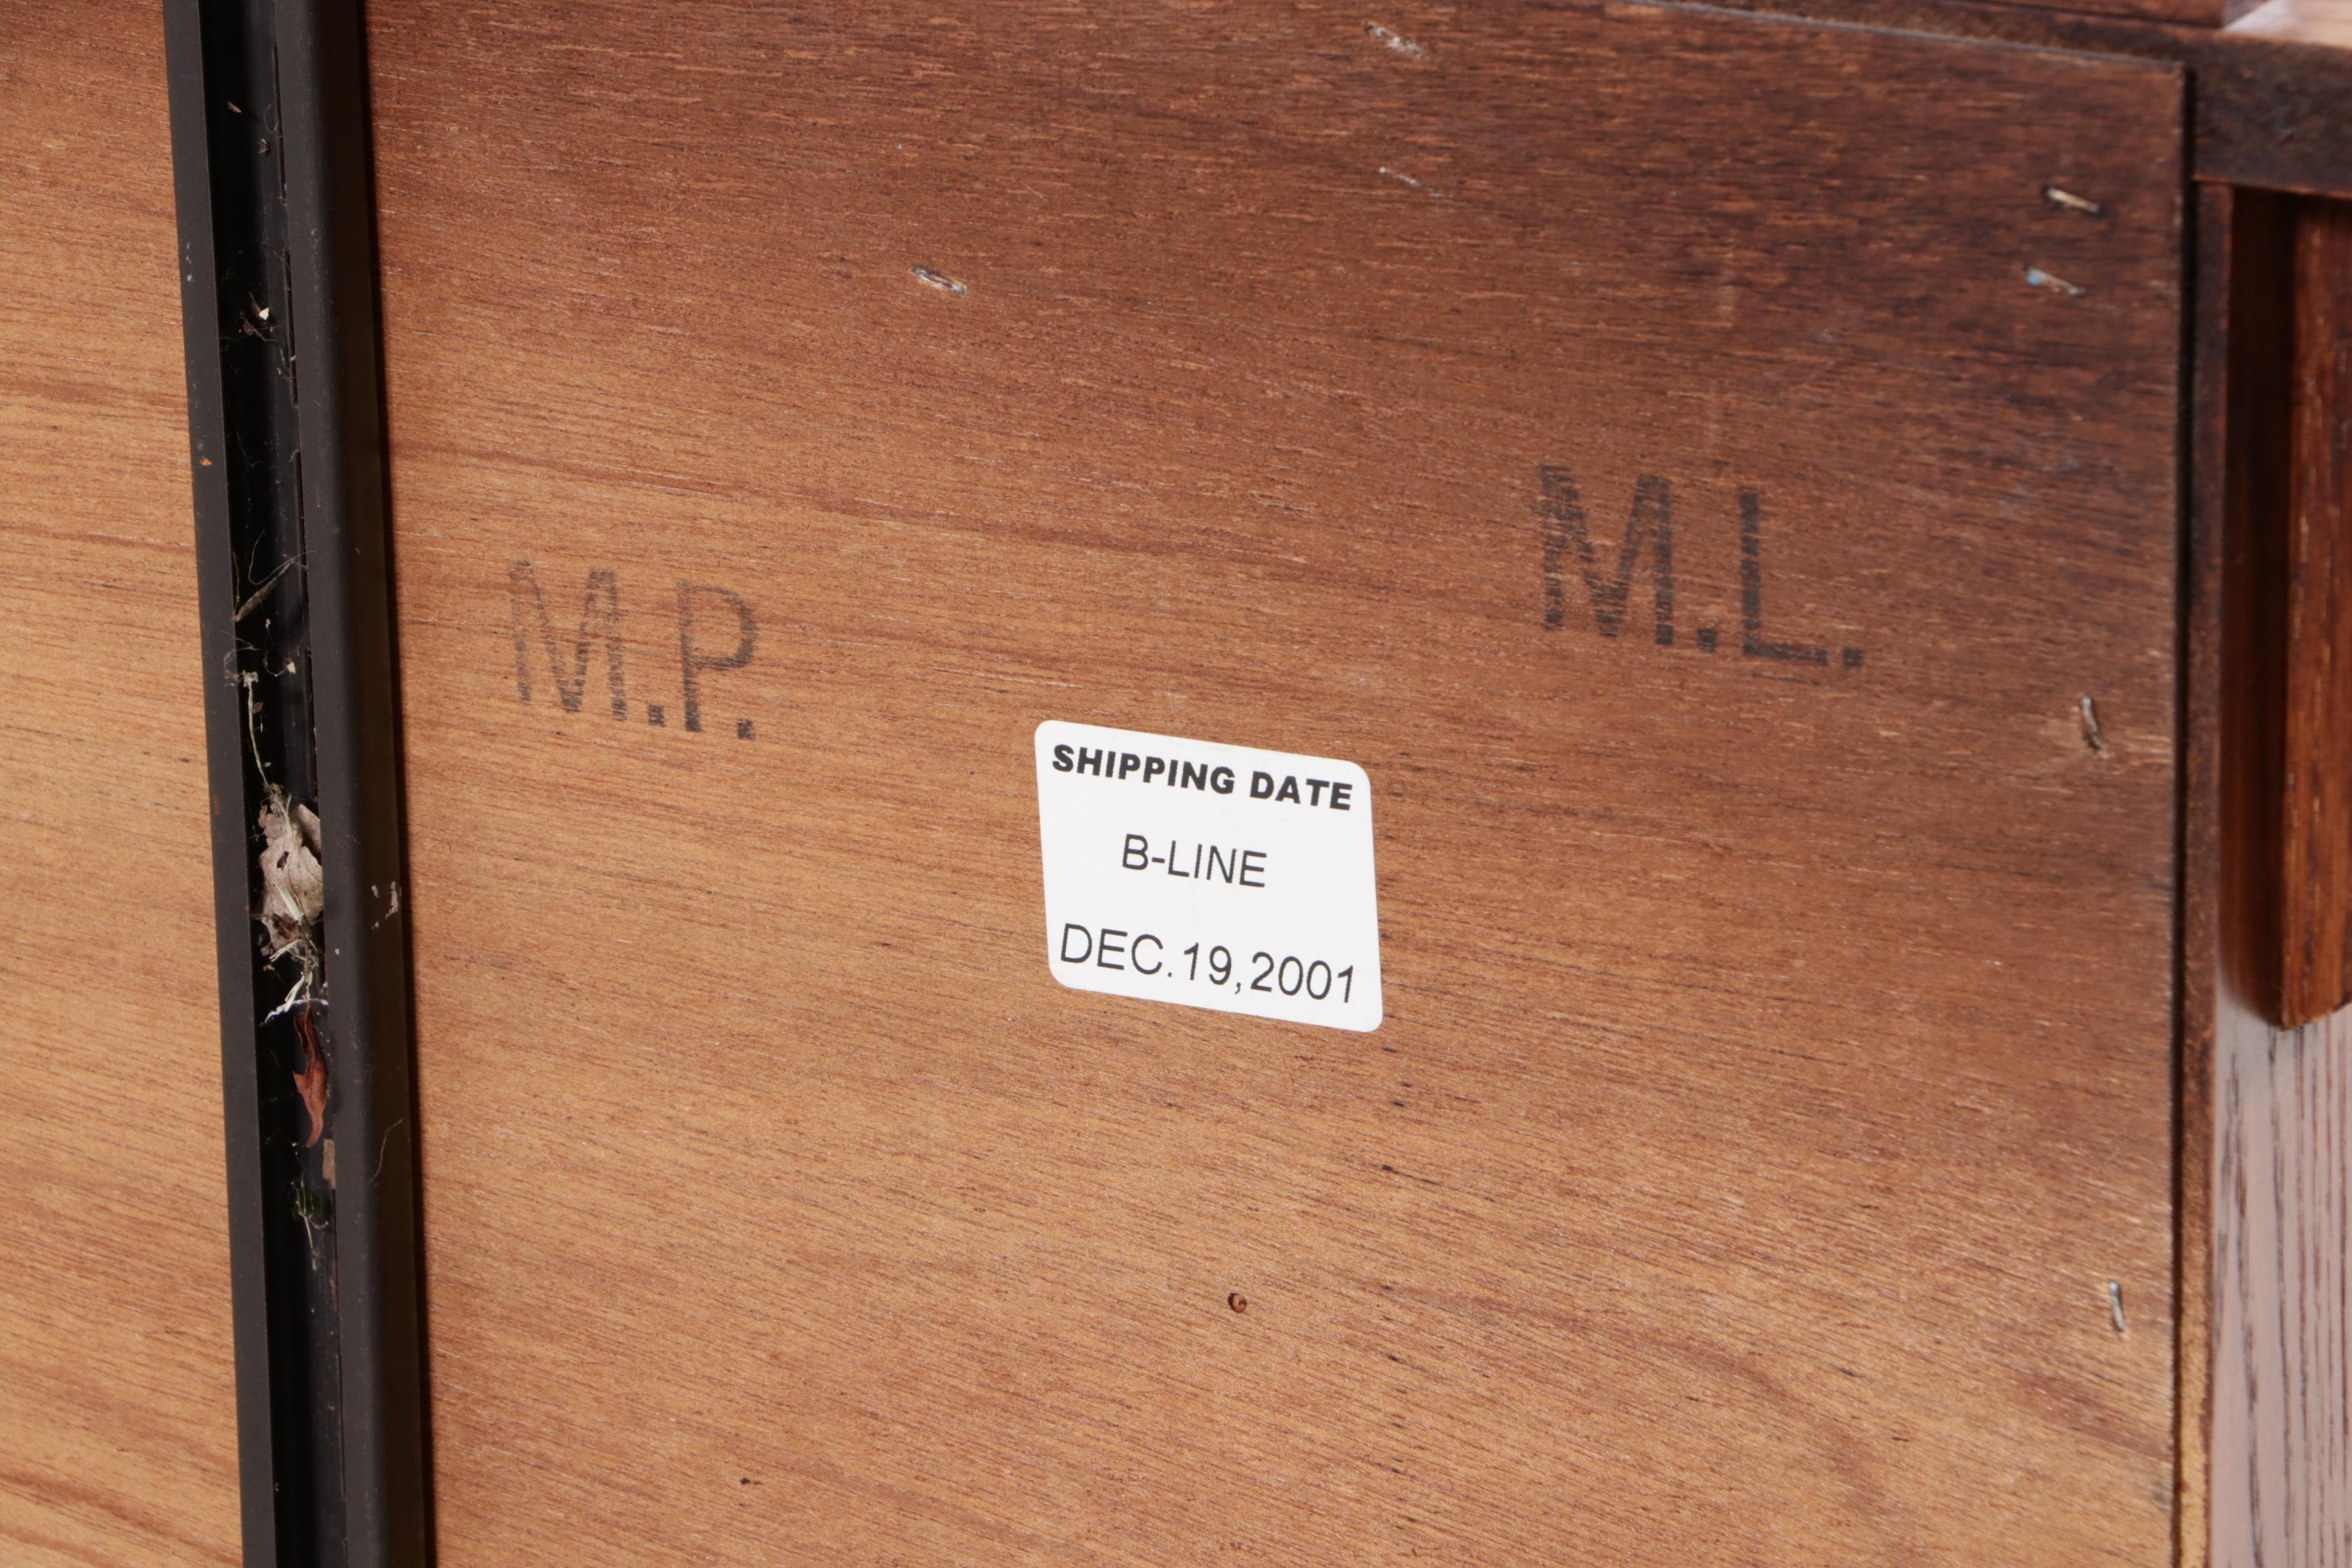 M.P.
M.L.
SHIPPING DATE
B-LINE
DEC.19,2001